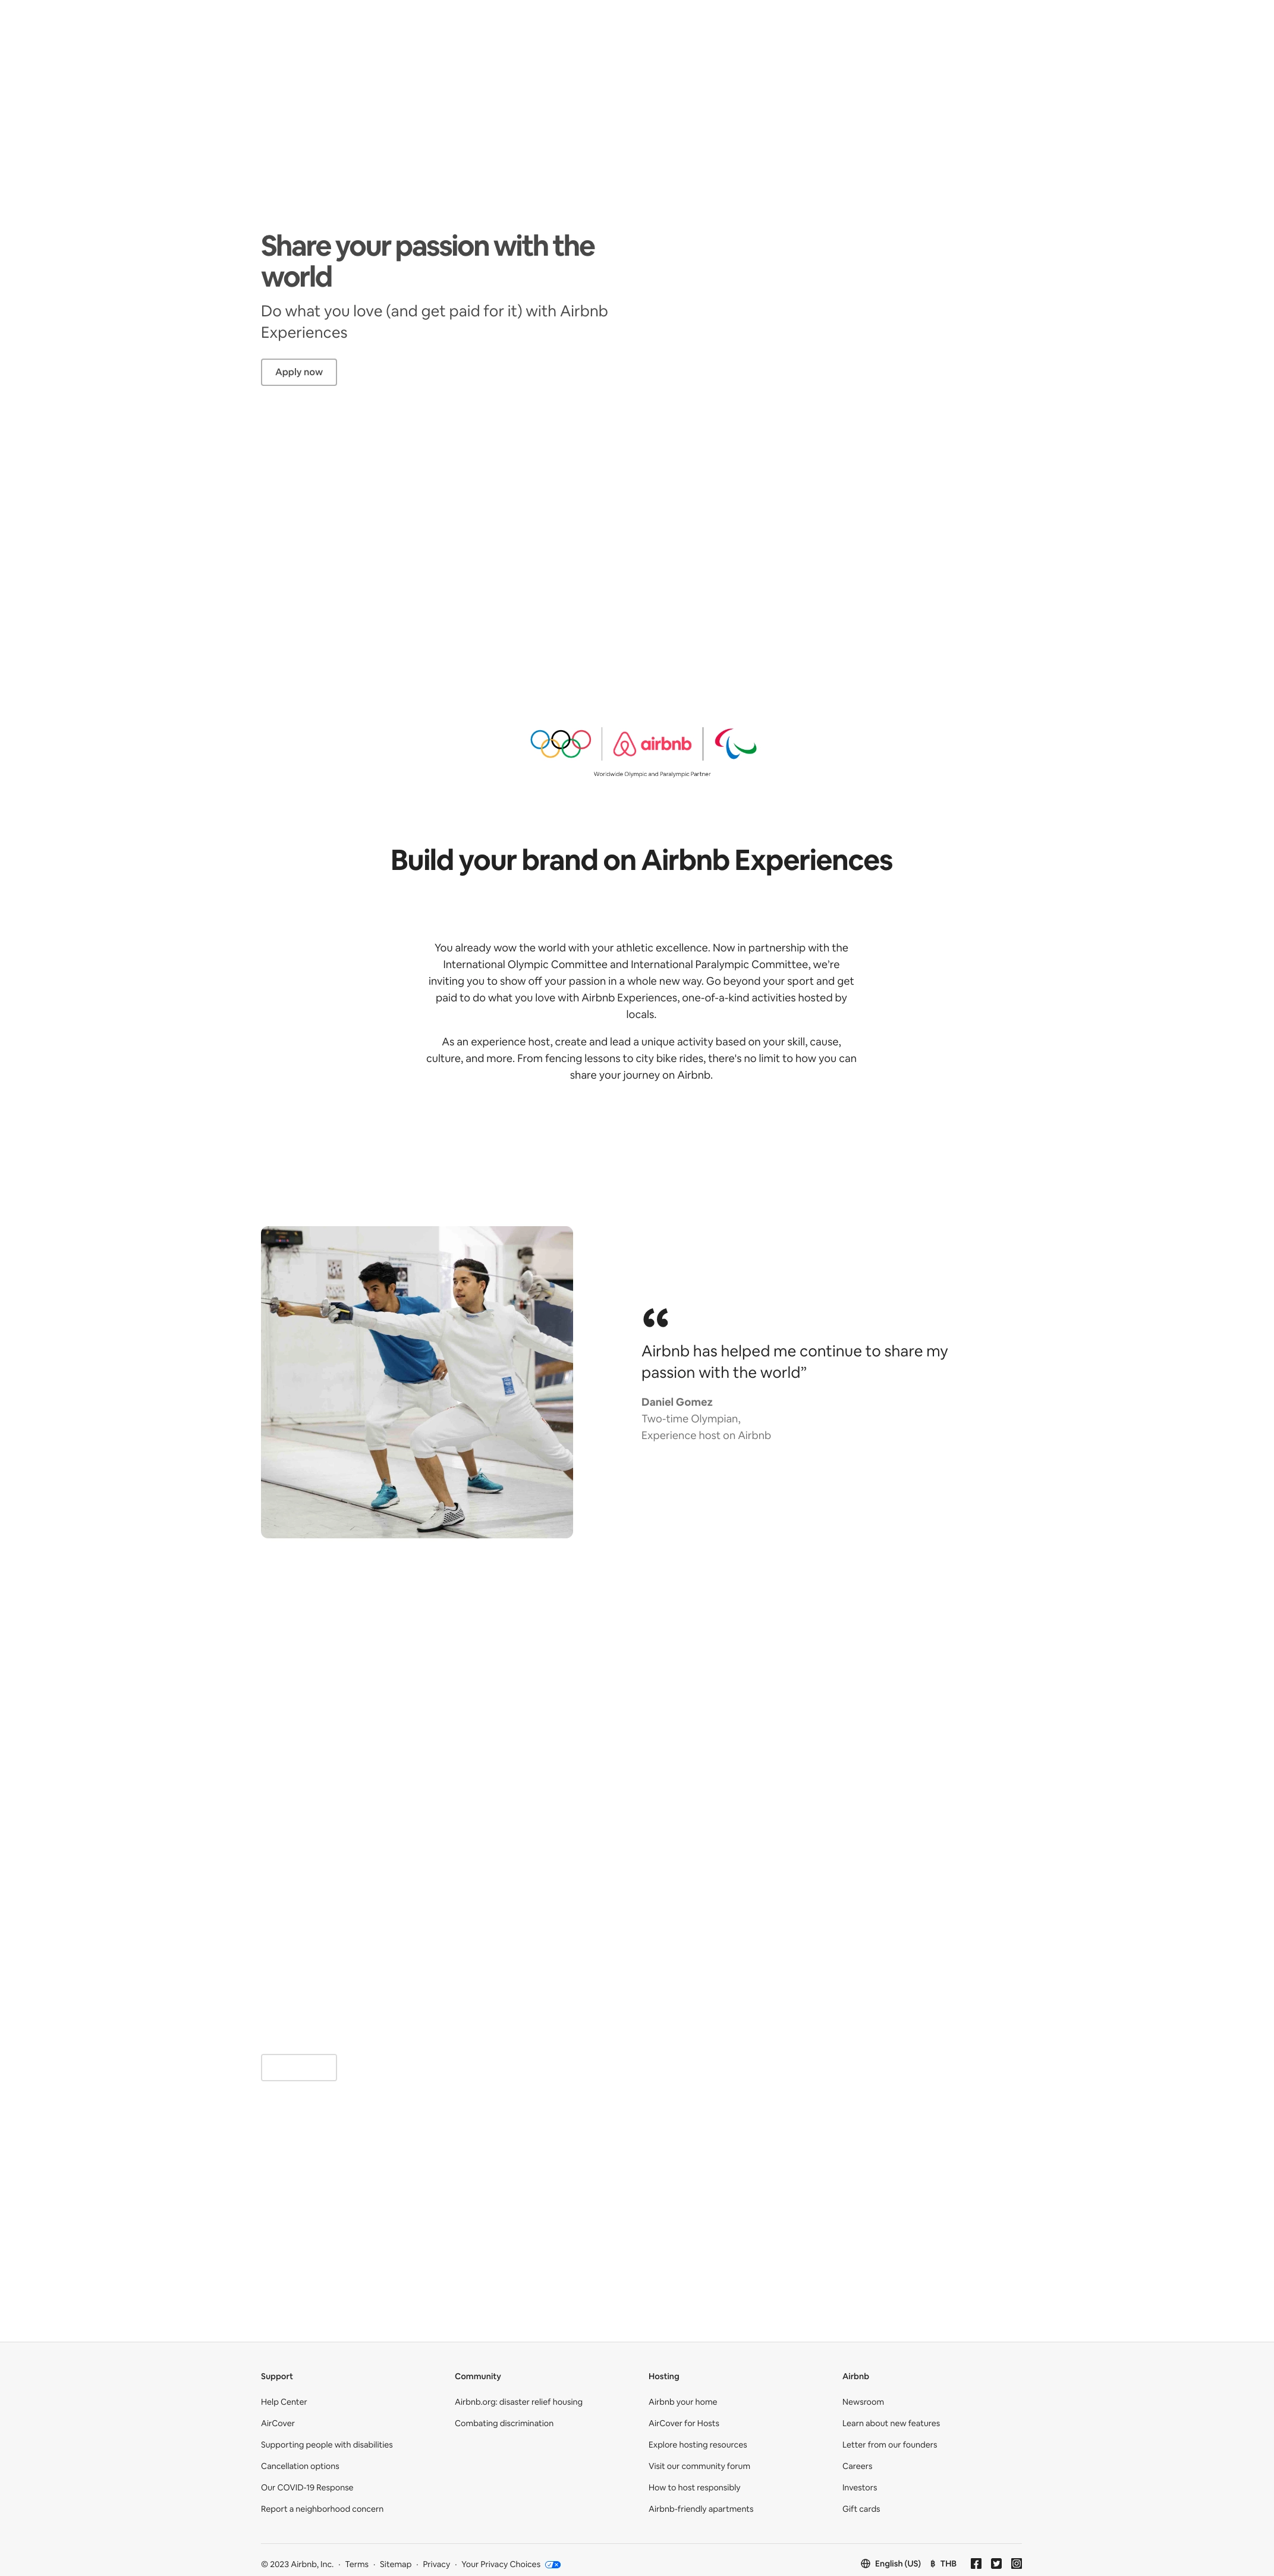 Share your passion with the
world
Do what you love (and get paid for it) with Airbnb
Experiences
Apply now
airbnb
Worldwide Olympic and Paralympic Partner
Build your brand on Airbnb Experiences
You already wow the world with your athletic excellence. Now in partnership with the
International Olympic Committee and International Paralympic Committee, we're
inviting you to show off your passion in a whole new way. Go beyond your sport and get
paid to do what you love with Airbnb Experiences, one-of-a-kind activities hosted by
locals.
As an experience host, create and lead a unique activity based on your skill, cause,
culture, and more. From fencing lessons to city bike rides, there's no limit to how you can
share your journey on Airbnb.
“
Airbnb has helped me continue to share my
passion with the world”
Daniel Gomez
Two-time Olympian,
Experience host on Airbnb
Support
Help Center
AirCover
Supporting people with disabilities
Cancellation options
Our COVID-19 Response
Report a neighborhood concern
Community
Airbnb.org: disaster relief housing
Combating discrimination
Hosting
Airbnb your home
AirCover for Hosts
Explore hosting resources
Visit our community forum
How to host responsibly
Airbnb-friendly apartments
Airbnb
Newsroom
Learn about new features
Letter from our founders
Careers
Investors
Gift cards
© 2023 Airbnb, Inc. · Terms · Sitemap · Privacy · Your Privacy Choices
English (US) ฿ THB